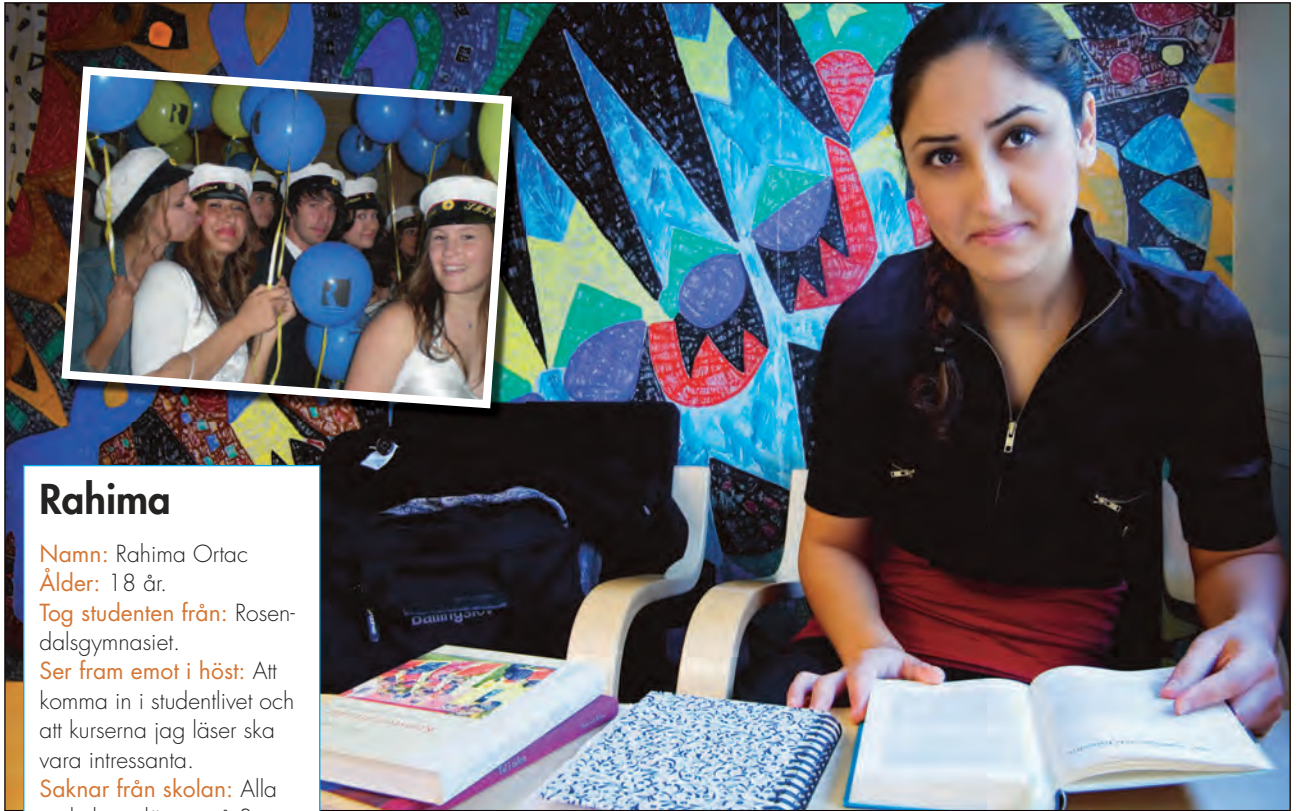 Rahima
Namn: Rahima Ortac
Ålder: 18 år.
Tog studenten från: Rosen-
dalsgymnasiet.
Ser fram emot i höst: Att
komma in i studentlivet och
att kurserna jag läser ska
vara intressanta.
Saknar från skolan: Alla
R
R
Ballingslöv